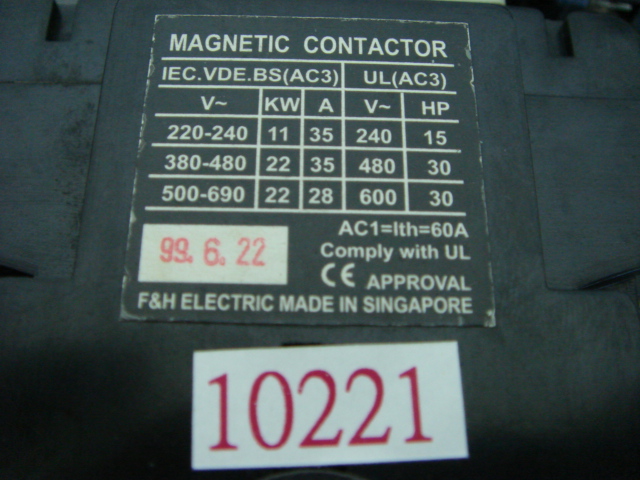 MAGNETIC CONTACTOR
IEC.VDE.BS(AC3) UL(AC3)
V~ KW A V~ HP
220-240 11 35 240 15
380-480 22 35 480 30
500-690 22 28 600 30
AC1=Ith=60A
99. 6. 22 Comply with UL
CE APPROVAL
F&H ELECTRIC MADE IN SINGAPORE
10221